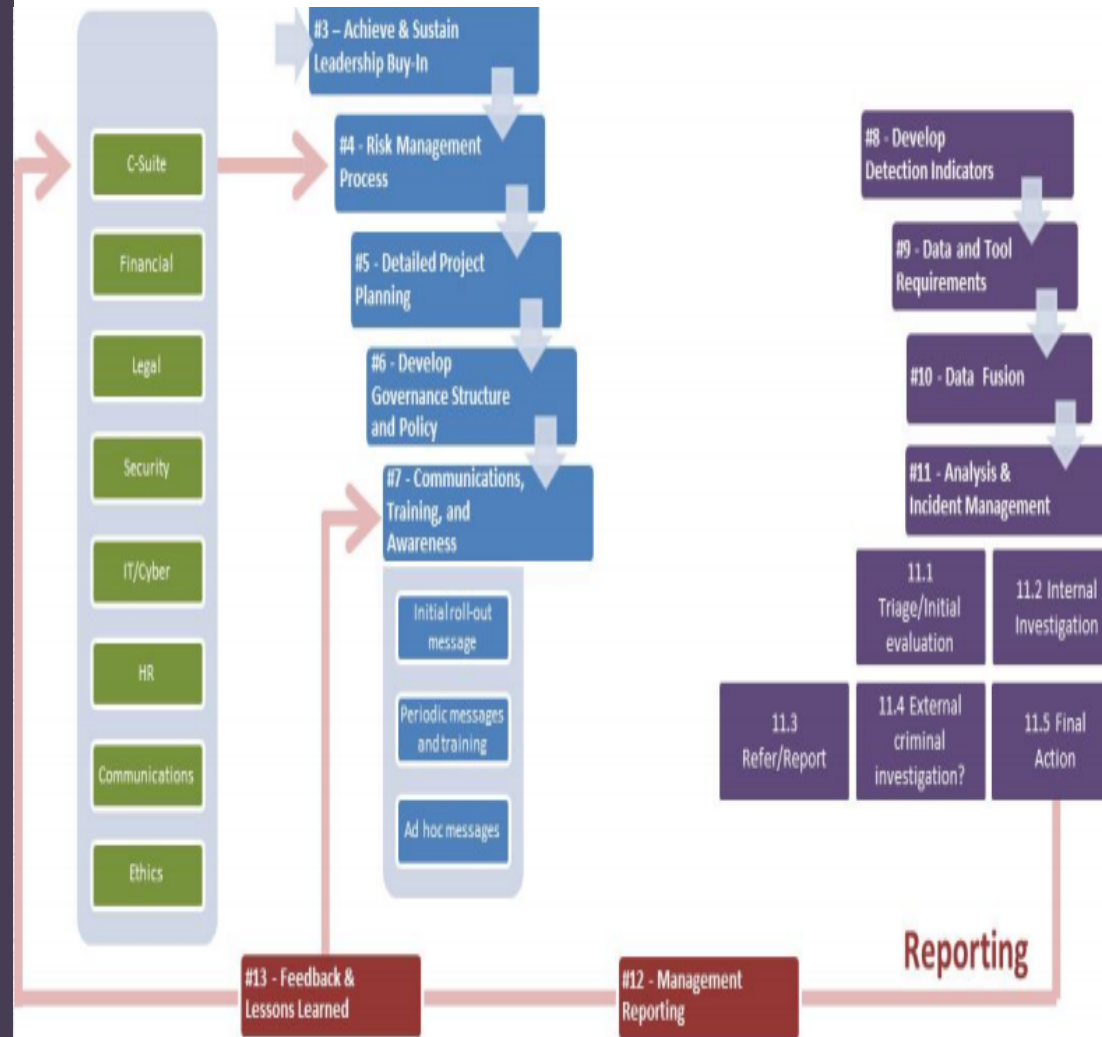 C-Suite
Financial
Legal
Security
IT/Cyber
HR
Communications
Ethics
#3 – Achieve & Sustain
Leadership Buy-In
#4 - Risk Management
Process
#5 - Detailed Project
Planning
#6 - Develop
Governance Structure
and Policy
#7 - Communications,
Training, and
Awareness
Initial roll-out
message
Periodic messages
and training
Ad hoc messages
#8 - Develop
Detection Indicators
#9 - Data and Tool
Requirements
#10 - Data Fusion
#11 - Analysis &
Incident Management
11.1
Triage/Initial
evaluation
11.2 Internal
Investigation
11.3
Refer/Report
11.4 External
criminal
investigation?
11.5 Final
Action
Reporting
#12 - Management
Reporting
#13 - Feedback &
Lessons Learned